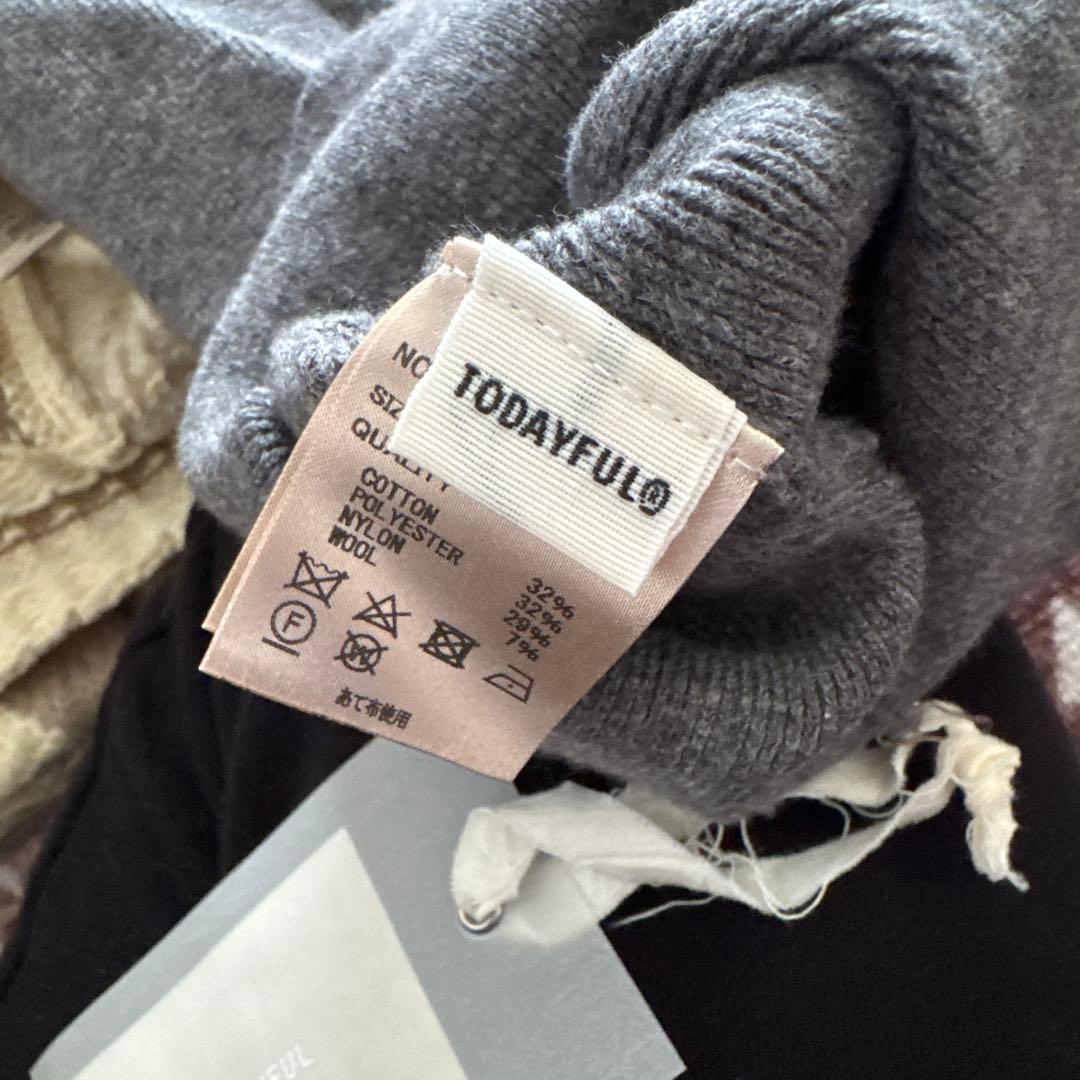 TODAYFUL®
NO
SIZ
QUALITY
COTTON 32%
POLYESTER 32%
NYLON 29%
WOOL 7%
F
W
あて布使用